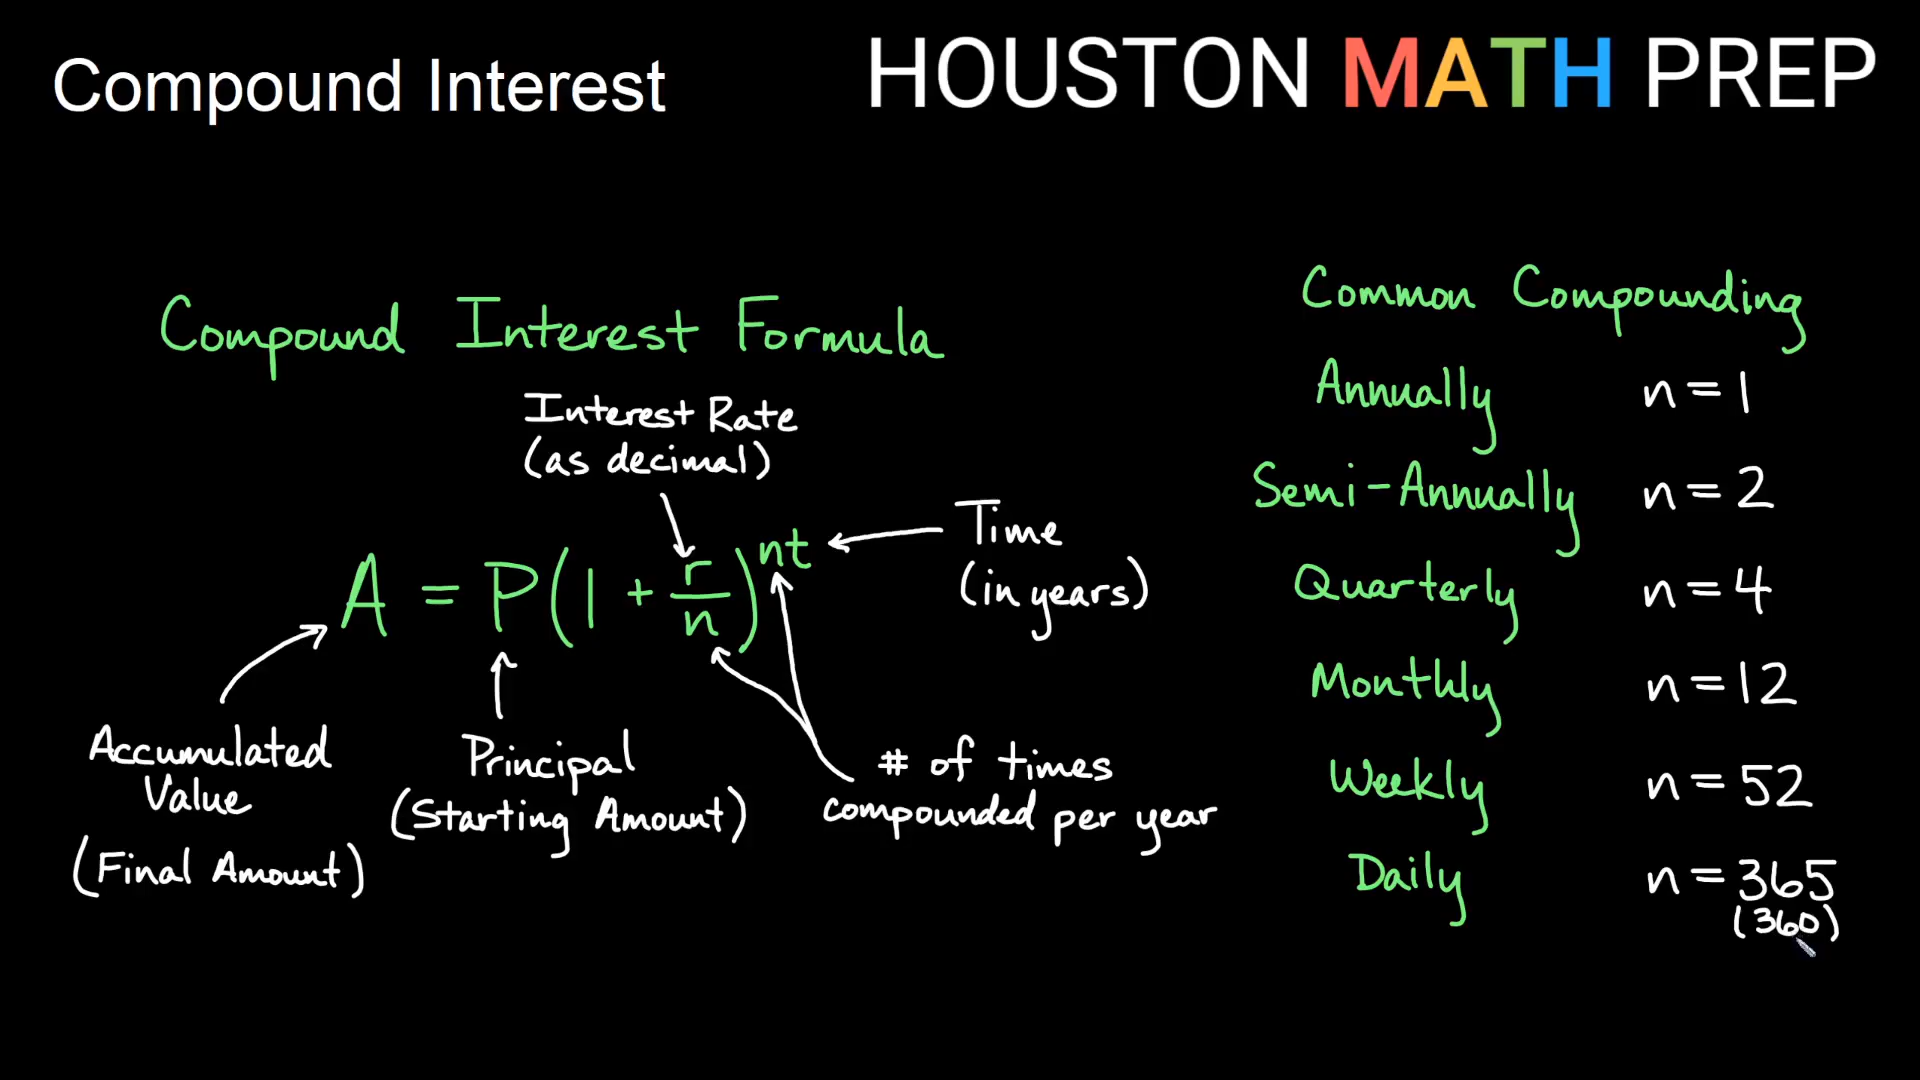 Compound Interest
HOUSTON MATH PREP
Compound Interest Formula
Interest Rate
(as decimal)
A = P(1 + r/n)^nt
Time
(in years)
Accumulated
Value
(Final Amount)
Principal
(Starting Amount)
# of times
compounded per year
Common Compounding
Annually n = 1
Semi-Annually n = 2
Quarterly n = 4
Monthly n = 12
Weekly n = 52
Daily n = 365
(360)